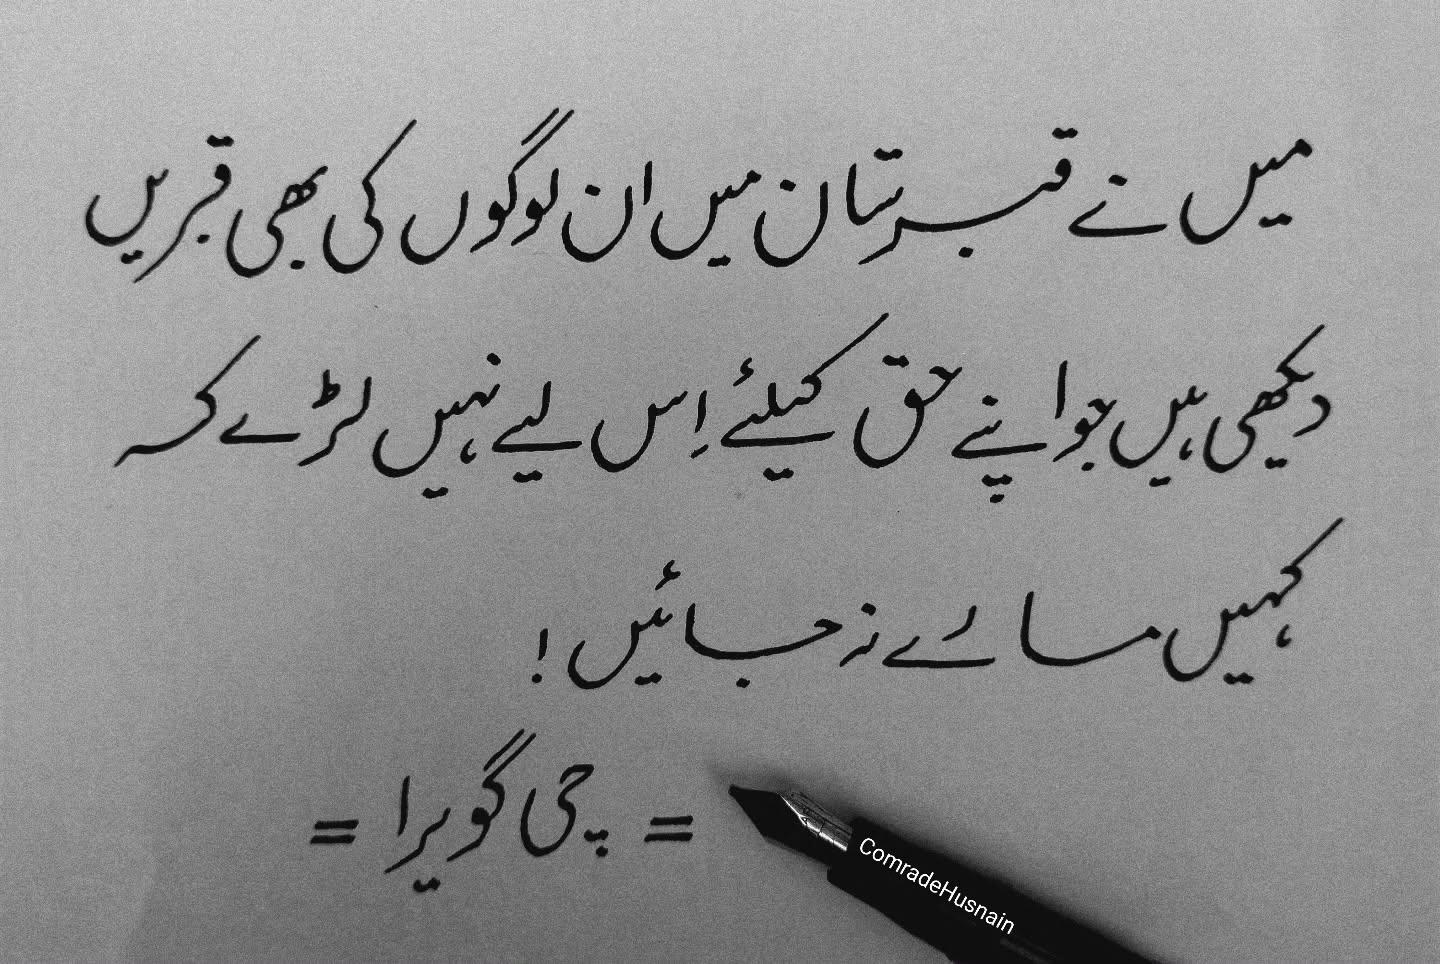 میں نے قبرستان میں ان لوگوں کی بھی قبریں
دیکھی ہیں جو اپنے حق کیلئے اِس لیے نہیں لڑے کہ
کہیں مارے نہ جائیں !
= چی گویرا =
ComradeHusnain